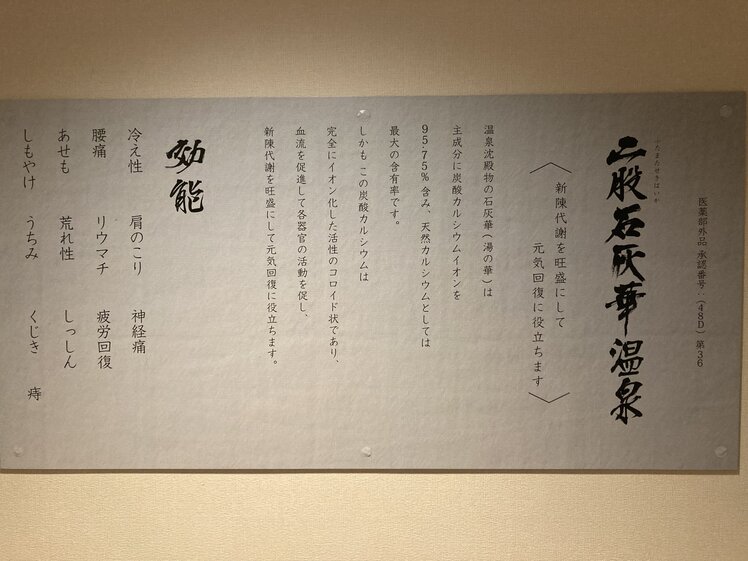 医薬部外品 承認番号：（48D）第36
ふたまたせきばいか
二股石灰華温泉
〈 新陳代謝を旺盛にして
元気回復に役立ちます 〉
温泉沈殿物の石灰華（湯の華）は
主成分に炭酸カルシウムイオンを
95.75% 含み、天然カルシウムとしては
最大の含有率です。
しかも この炭酸カルシウムは
完全にイオン化した活性のコロイド状であり、
血流を促進して各器官の活動を促し、
新陳代謝を旺盛にして元気回復に役立ちます。
効能
冷え性 肩のこり 神経痛
腰痛 リウマチ 疲労回復
あせも 荒れ性 しっしん
しもやけ うちみ くじき 痔